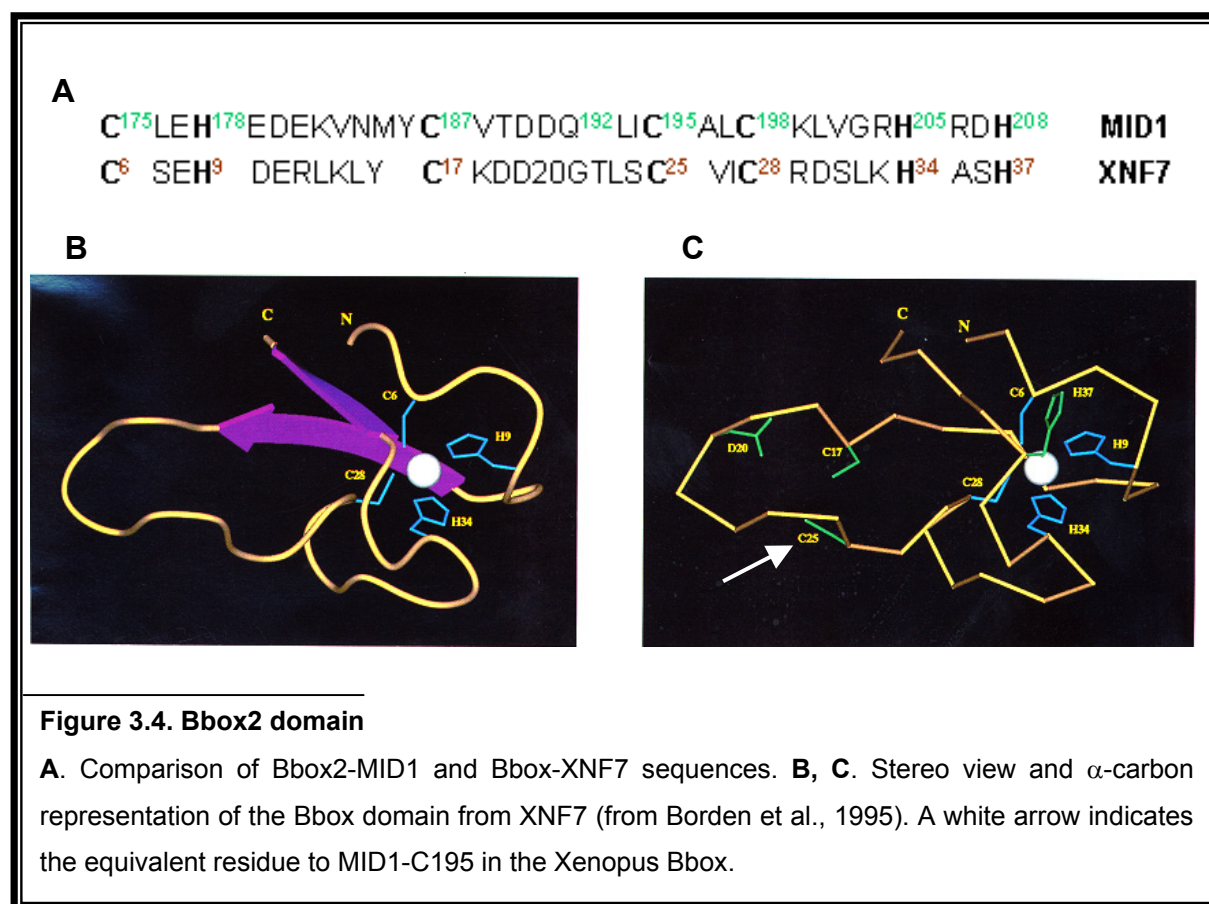 A
C175LEH178EDEKVNMYC187VTDDQ192LIC195ALC198KLVGRH205RDH208 MID1
C6 SEH9 DERLKLY C17 KDD20GTLSC25 VIC28 RDSLK H34 ASH37 XNF7
B
C
C N
C6
H9
C28
H34
C N
C6 H37
H9
D20 C17
C28
H34
C25
Figure 3.4. Bbox2 domain
A. Comparison of Bbox2-MID1 and Bbox-XNF7 sequences. B, C. Stereo view and α-carbon
representation of the Bbox domain from XNF7 (from Borden et al., 1995). A white arrow indicates
the equivalent residue to MID1-C195 in the Xenopus Bbox.